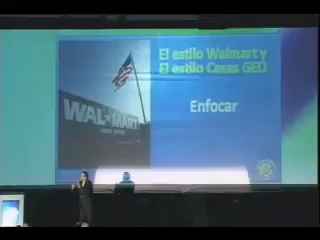 El estilo Walmart y
El estilo Casas GEO
Enfocar
WAL★MART